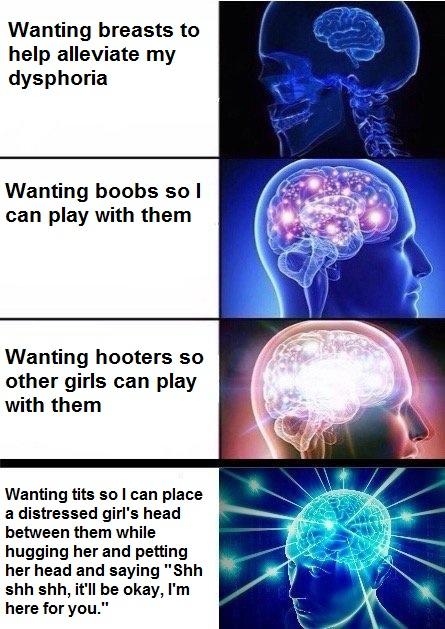 Wanting breasts to
help alleviate my
dysphoria
Wanting boobs so I
can play with them
Wanting hooters so
other girls can play
with them
Wanting tits so I can place
a distressed girl's head
between them while
hugging her and petting
her head and saying "Shh
shh shh, it'll be okay, I'm
here for you."